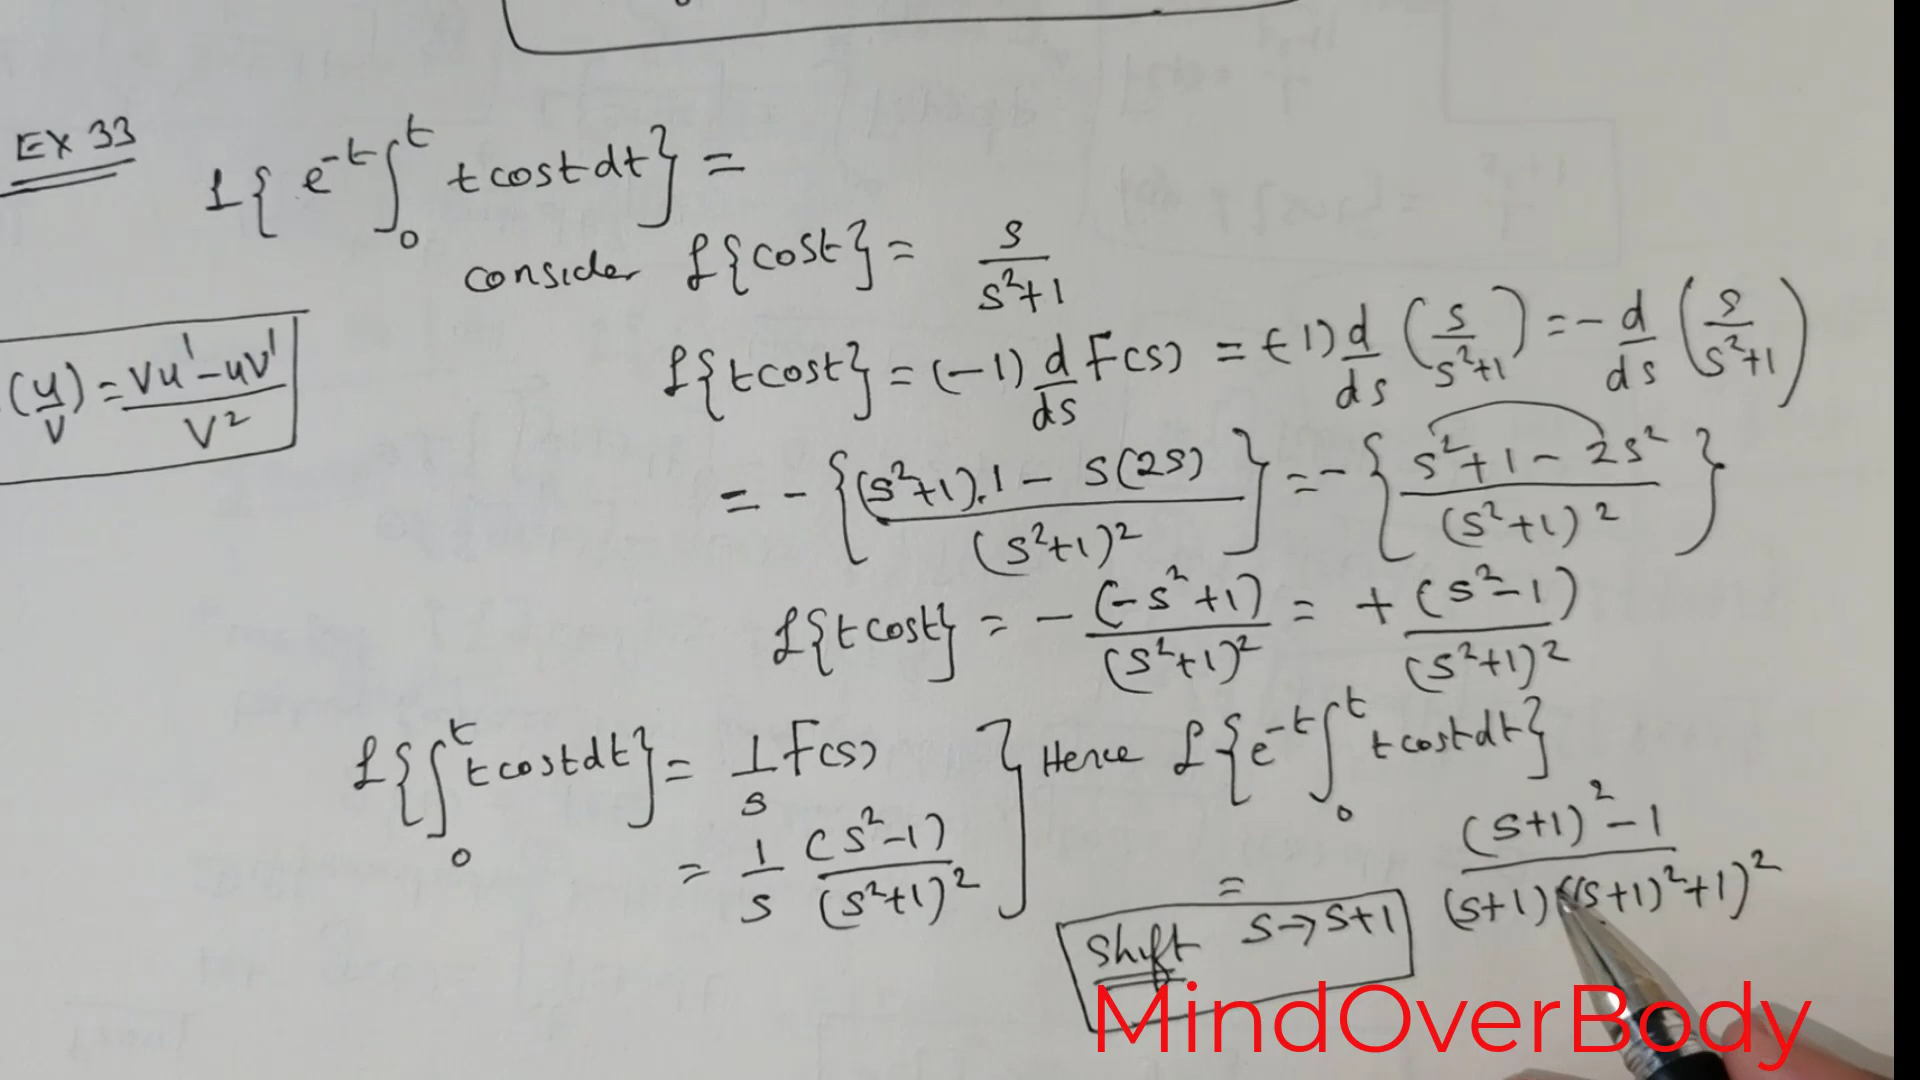 EX 33
£{ e^-t ∫_0^t t cost dt } =
consider £{cost} = s/(s²+1)
(u/v) = (vu' - uv')/v²
£{t cost} = (-1) d/ds F(s) = (-1) d/ds (s/(s²+1)) = - d/ds (s/(s²+1))
= - {((s²+1).1 - s(2s))/(s²+1)²} = - {(s²+1-2s²)/(s²+1)²}
£{t cost} = - (-s²+1)/(s²+1)² = + (s²-1)/(s²+1)²
£{∫_0^t t cost dt} = 1/s F(s)
= 1/s (s²-1)/(s²+1)²
Hence £{e^-t ∫_0^t t cost dt}
= ((s+1)²-1)/((s+1)((s+1)²+1)²)
Shift s→s+1
MindOverBody